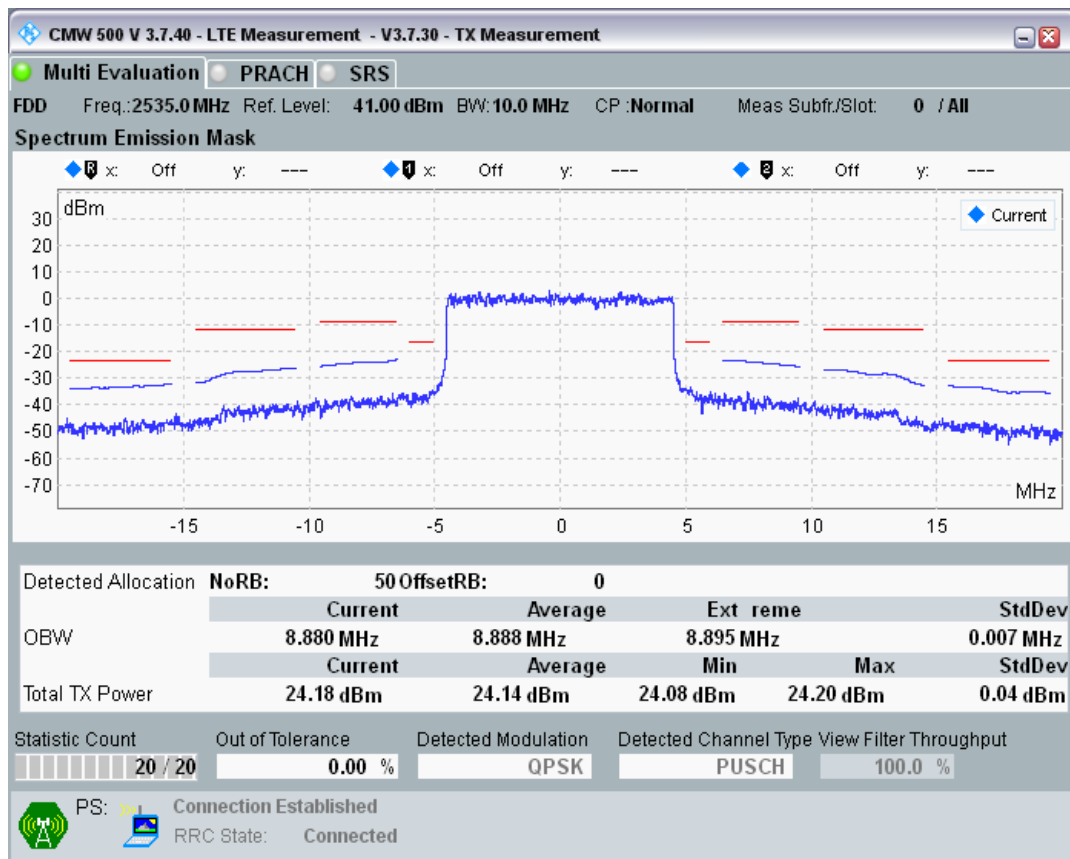 CMW 500 V 3.7.40 - LTE Measurement - V3.7.30 - TX Measurement
Multi Evaluation PRACH SRS
FDD Freq.:2535.0 MHz Ref. Level: 41.00 dBm BW: 10.0 MHz CP :Normal Meas Subfr./Slot: 0 / All
Spectrum Emission Mask
R x: Off y: --- 1 x: Off y: --- 2 x: Off y: ---
dBm
Current
30
20
10
0
-10
-20
-30
-40
-50
-60
-70
MHz
-15 -10 -5 0 5 10 15
Detected Allocation NoRB: 50 OffsetRB: 0
Current Average Ext reme StdDev
OBW 8.880 MHz 8.888 MHz 8.895 MHz 0.007 MHz
Current Average Min Max StdDev
Total TX Power 24.18 dBm 24.14 dBm 24.08 dBm 24.20 dBm 0.04 dBm
Statistic Count Out of Tolerance Detected Modulation Detected Channel Type View Filter Throughput
20 / 20 0.00 % QPSK PUSCH 100.0 %
PS: Connection Established
RRC State: Connected